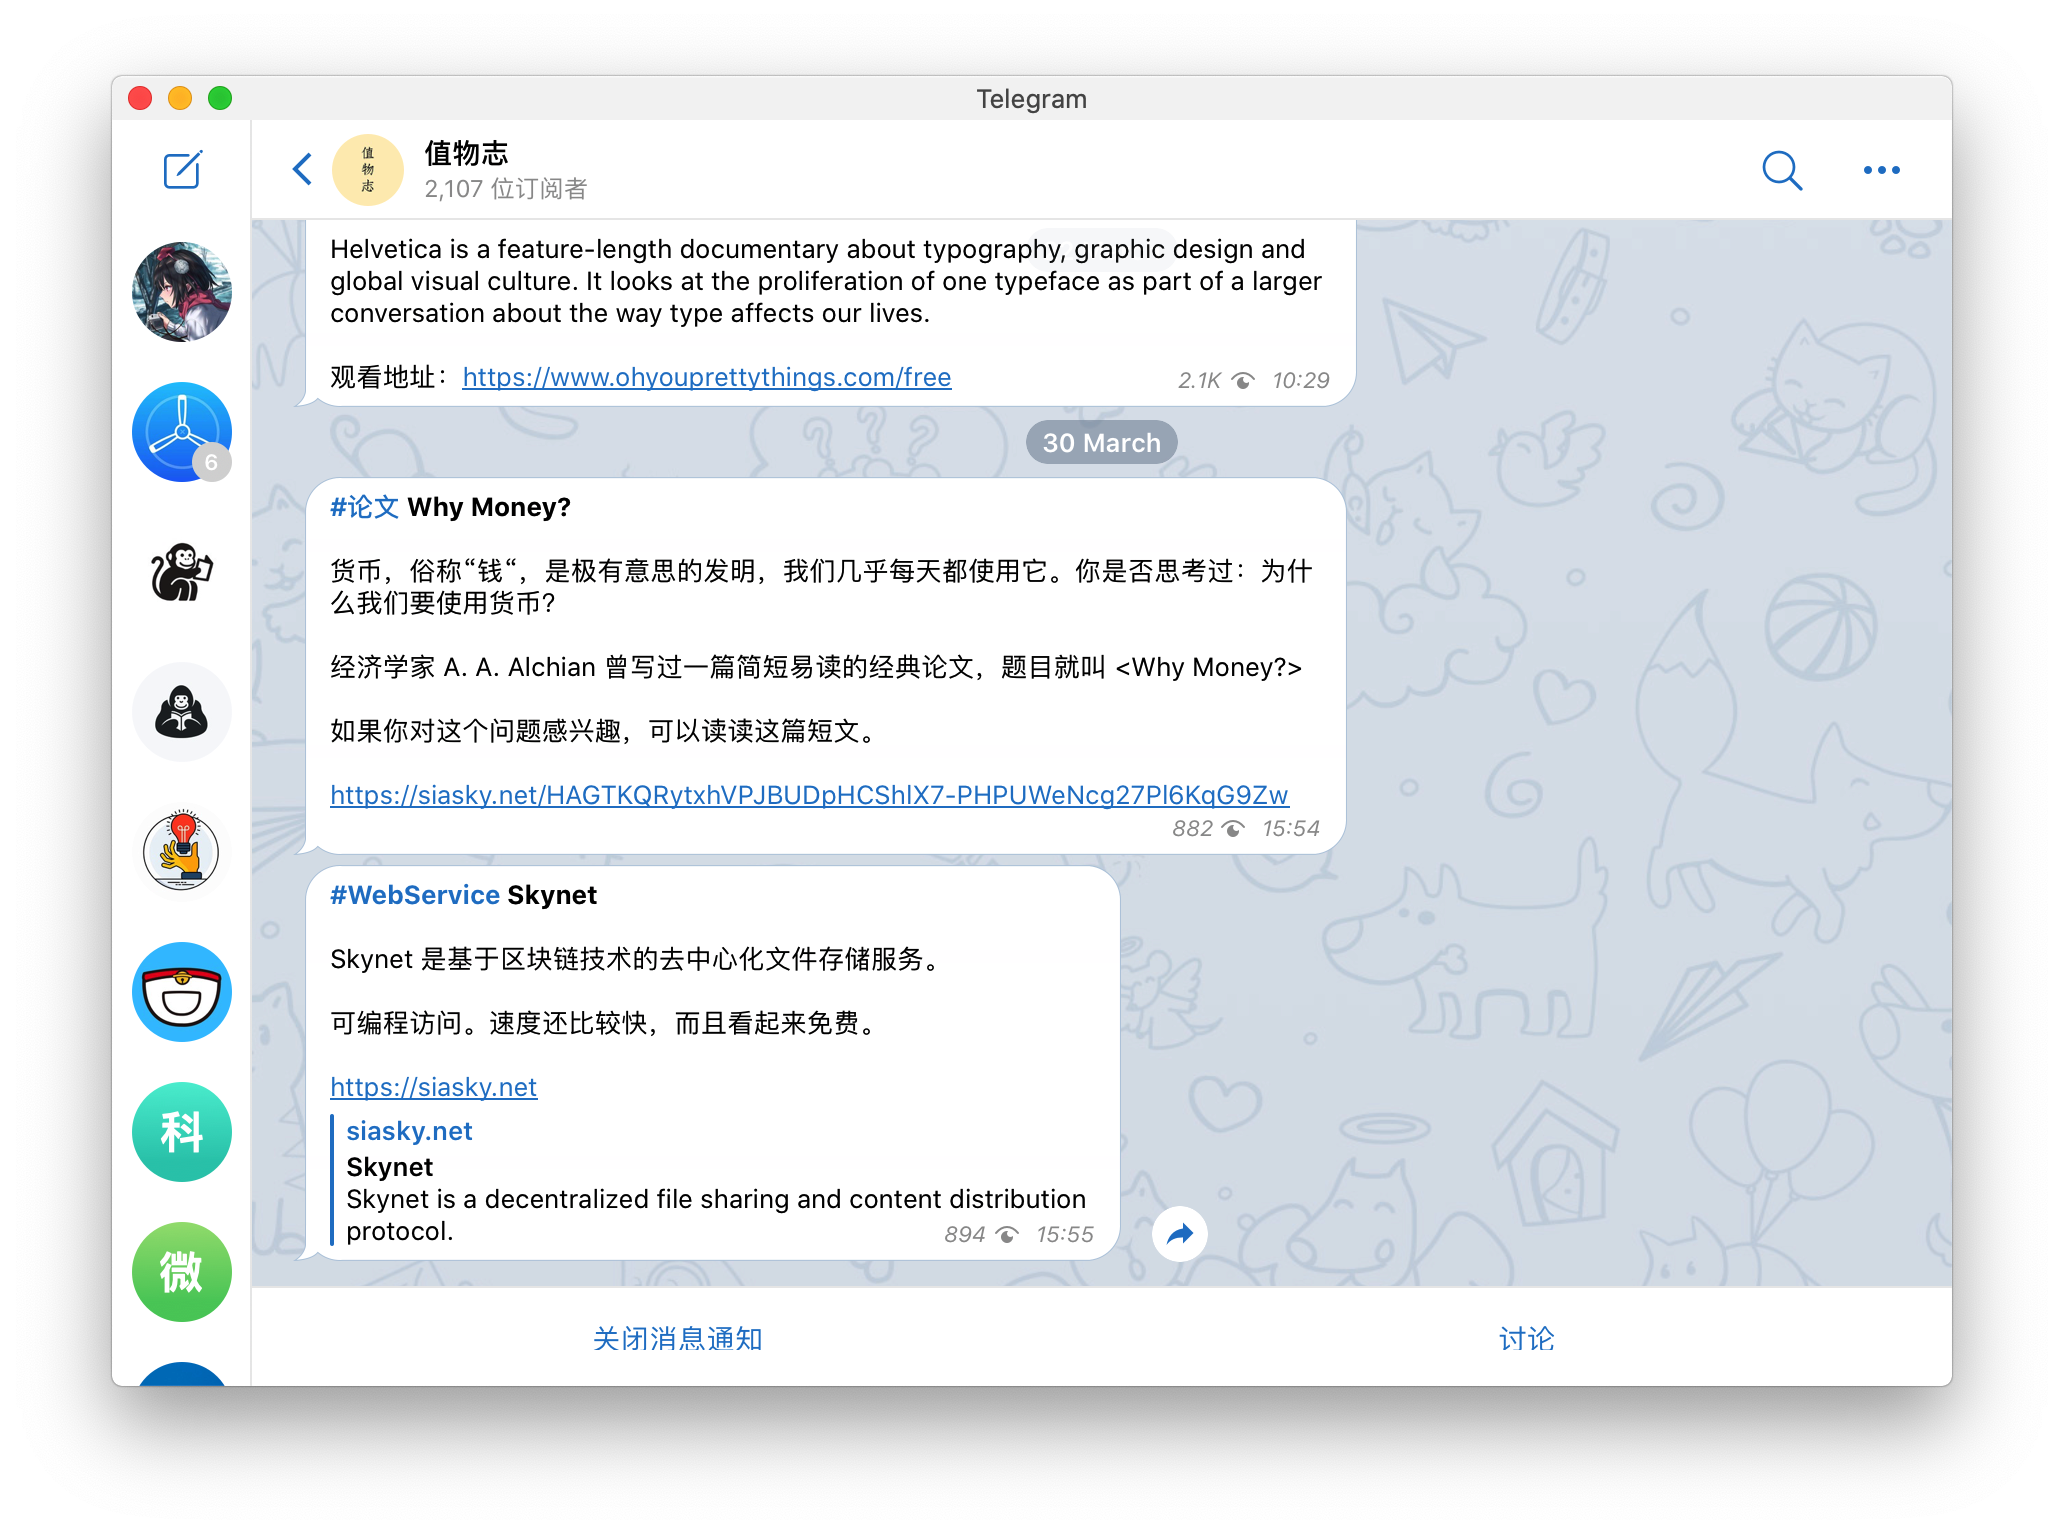 Telegram
值物志
值物志
2,107 位订阅者
Helvetica is a feature-length documentary about typography, graphic design and
global visual culture. It looks at the proliferation of one typeface as part of a larger
conversation about the way type affects our lives.
观看地址：https://www.ohyouprettythings.com/free
2.1K 10:29
30 March
#论文 Why Money?
货币，俗称“钱“，是极有意思的发明，我们几乎每天都使用它。你是否思考过：为什
么我们要使用货币?
经济学家 A. A. Alchian 曾写过一篇简短易读的经典论文，题目就叫 <Why Money?>
如果你对这个问题感兴趣，可以读读这篇短文。
https://siasky.net/HAGTKQRytxhVPJBUDpHCShlX7-PHPUWeNcg27Pl6KqG9Zw
882 15:54
#WebService Skynet
Skynet 是基于区块链技术的去中心化文件存储服务。
可编程访问。速度还比较快，而且看起来免费。
https://siasky.net
siasky.net
Skynet
Skynet is a decentralized file sharing and content distribution
protocol.
894 15:55
关闭消息通知
讨论
6
科
微